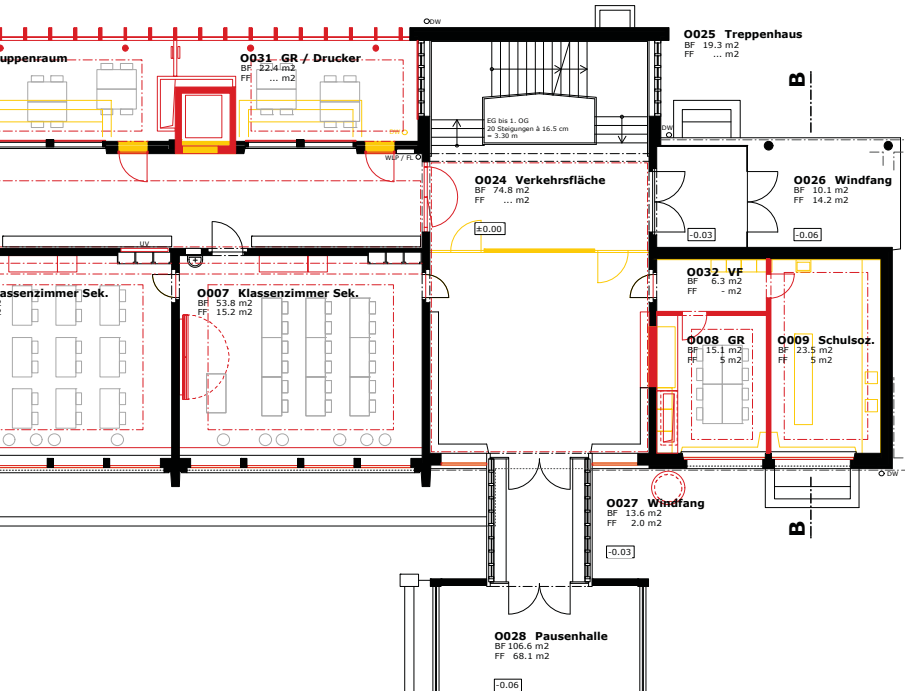 DW
O025 Treppenhaus
BF 19.3 m2
FF ... m2
uppenraum
O031 GR / Drucker
BF 22.4 m2
FF ... m2
B
EG bis 1. OG
20 Steigungen à 16.5 cm
= 3.30 m
DW
WLP / FL
O024 Verkehrsfläche
BF 74.8 m2
FF ... m2
±0.00
O026 Windfang
BF 10.1 m2
FF 14.2 m2
-0.03
-0.06
UV
O032 VF
BF 6.3 m2
FF - m2
assenzimmer Sek.
2
2
O007 Klassenzimmer Sek.
BF 53.8 m2
FF 15.2 m2
O008 GR
BF 15.1 m2
FF 5 m2
O009 Schulsoz.
BF 23.5 m2
FF 5 m2
DW
O027 Windfang
BF 13.6 m2
FF 2.0 m2
B
-0.03
O028 Pausenhalle
BF 106.6 m2
FF 68.1 m2
-0.06